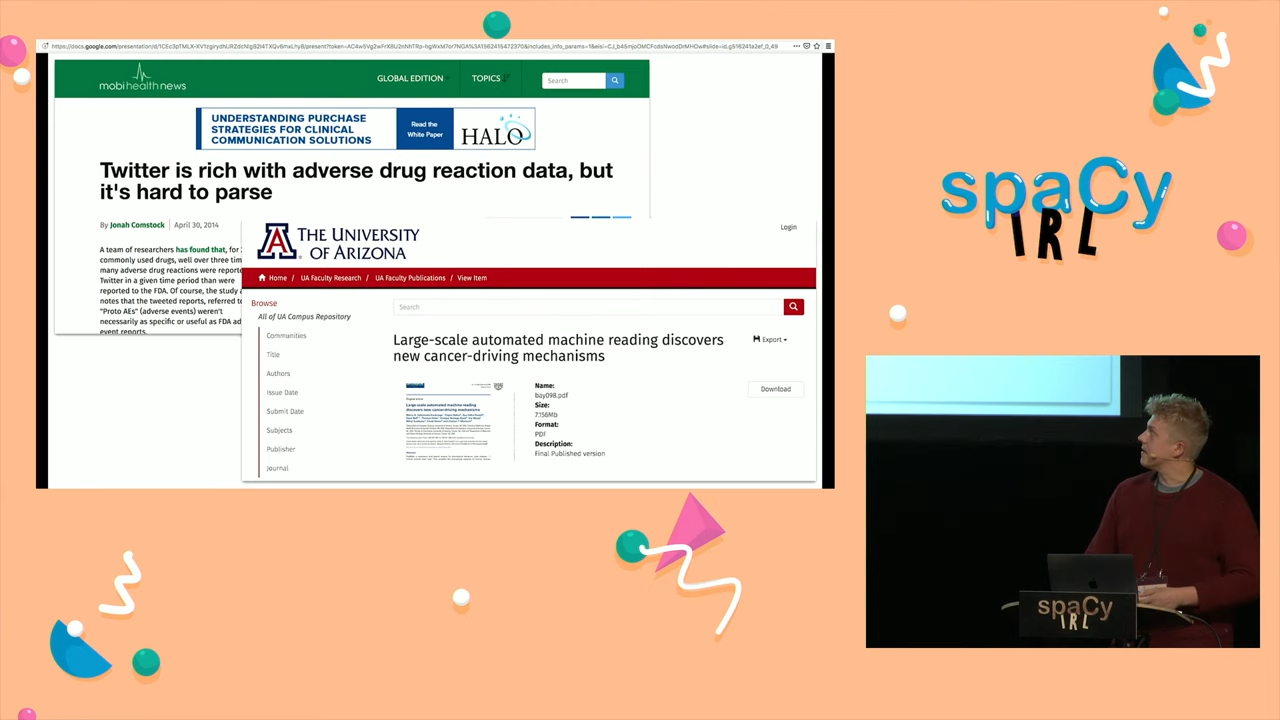 mobihealthnews
GLOBAL EDITION
TOPICS
Search
UNDERSTANDING PURCHASE
STRATEGIES FOR CLINICAL
COMMUNICATION SOLUTIONS
Read the
White Paper
HALO
Twitter is rich with adverse drug reaction data, but
it's hard to parse
By Jonah Comstock
April 30, 2014
A team of researchers has found that, for
commonly used drugs, well over three tim
many adverse drug reactions were reporte
Twitter in a given time period than were
reported to the FDA. Of course, the study a
notes that the tweeted reports, referred to
"Proto AEs" (adverse events) weren't
necessarily as specific or useful as FDA ad
event reports.
THE UNIVERSITY
OF ARIZONA
Login
Home / UA Faculty Research / UA Faculty Publications / View Item
Browse
All of UA Campus Repository
Communities
Title
Authors
Issue Date
Submit Date
Subjects
Publisher
Journal
Search
Large-scale automated machine reading discovers
new cancer-driving mechanisms
Export
Download
Name:
bay098.pdf
Size:
7.156Mb
Format:
PDF
Description:
Final Published version
spaCy
IRL
spaCy
IRL